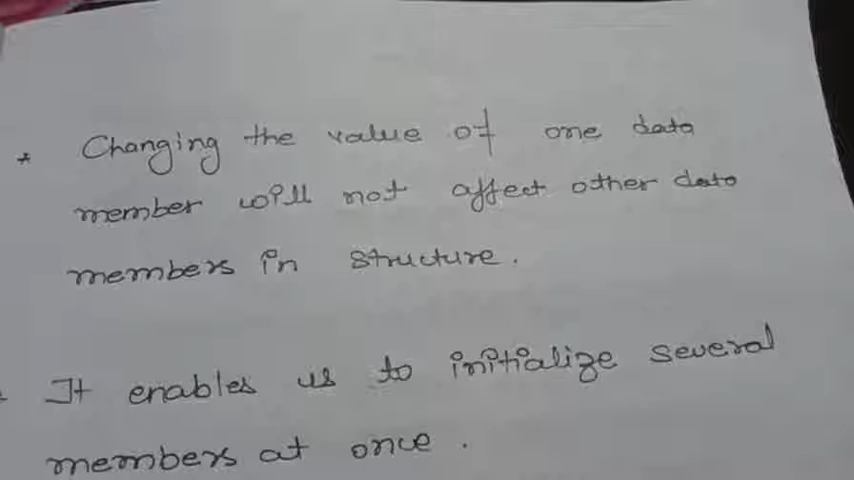 * Changing the value of one data
member will not affect other data
members in structure.
* It enables us to initialize several
members at once.